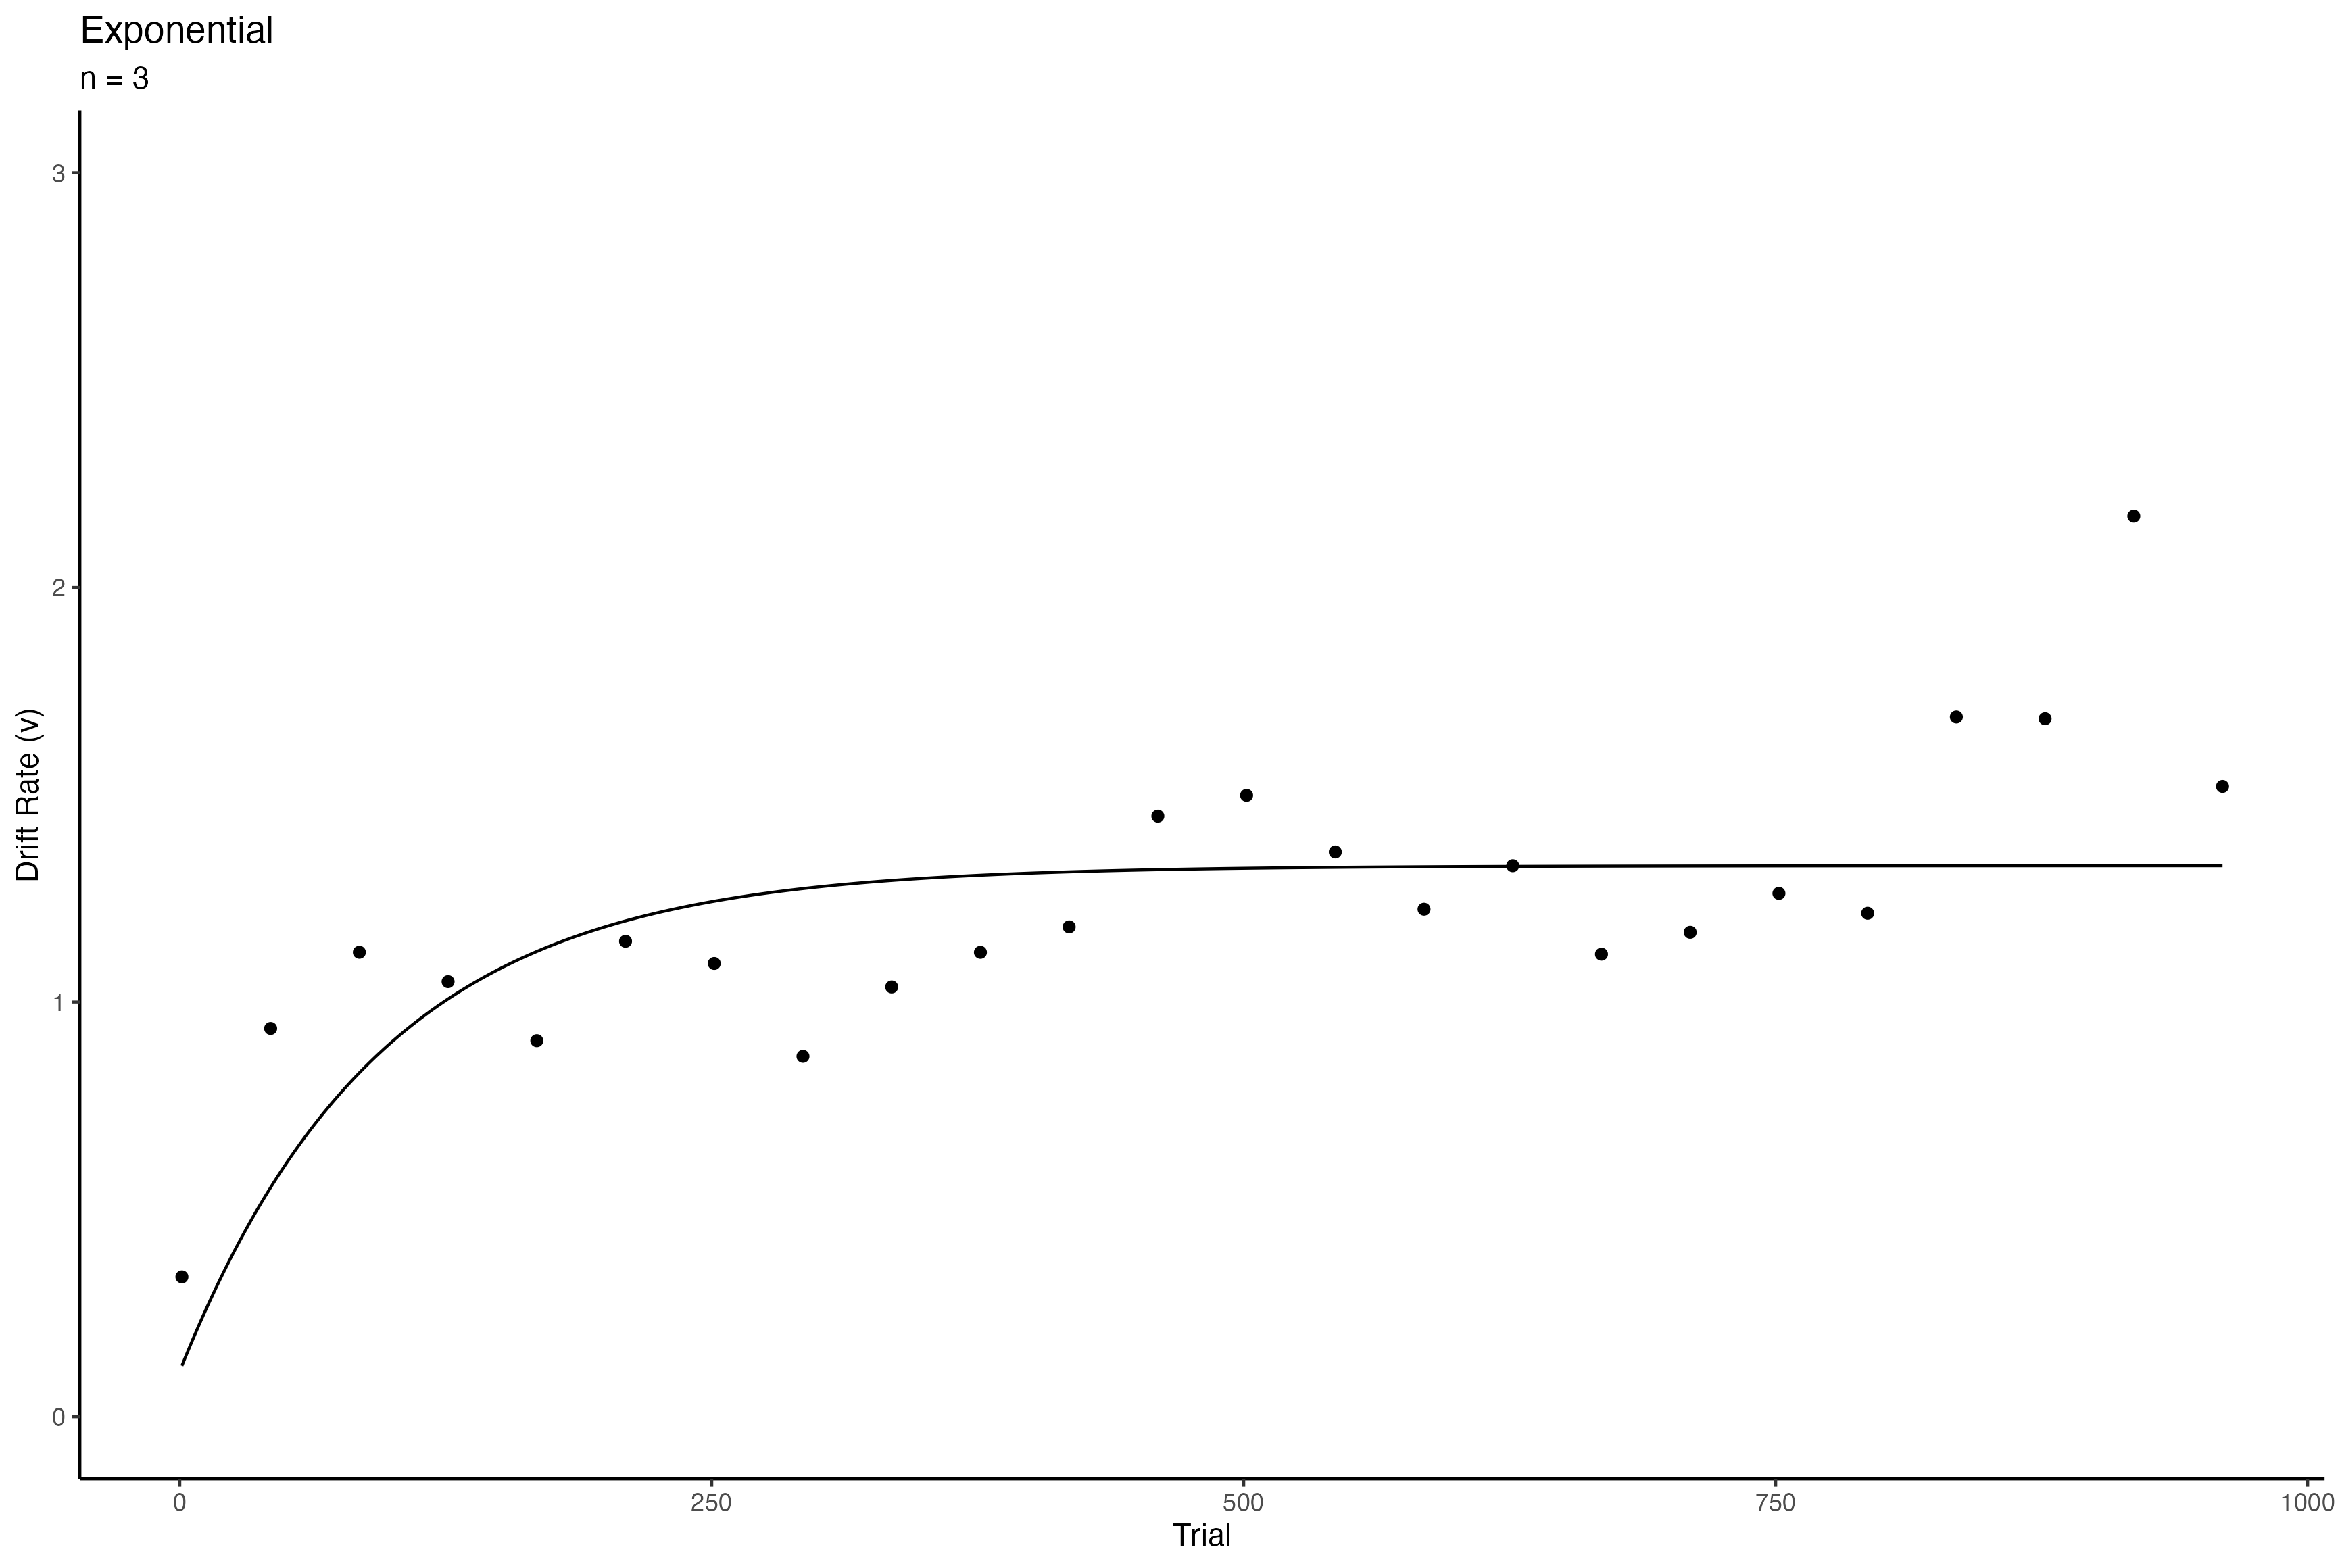 Exponential
n = 3
3
2
1
0
Drift Rate (v)
0 250 500 750 1000
Trial